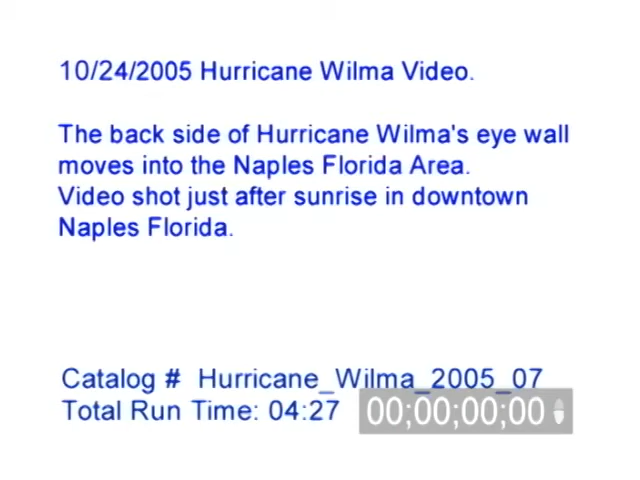 10/24/2005 Hurricane Wilma Video.
The back side of Hurricane Wilma's eye wall
moves into the Naples Florida Area.
Video shot just after sunrise in downtown
Naples Florida.
Catalog # Hurricane_Wilma_2005_07
Total Run Time: 04:27 00;00;00;00